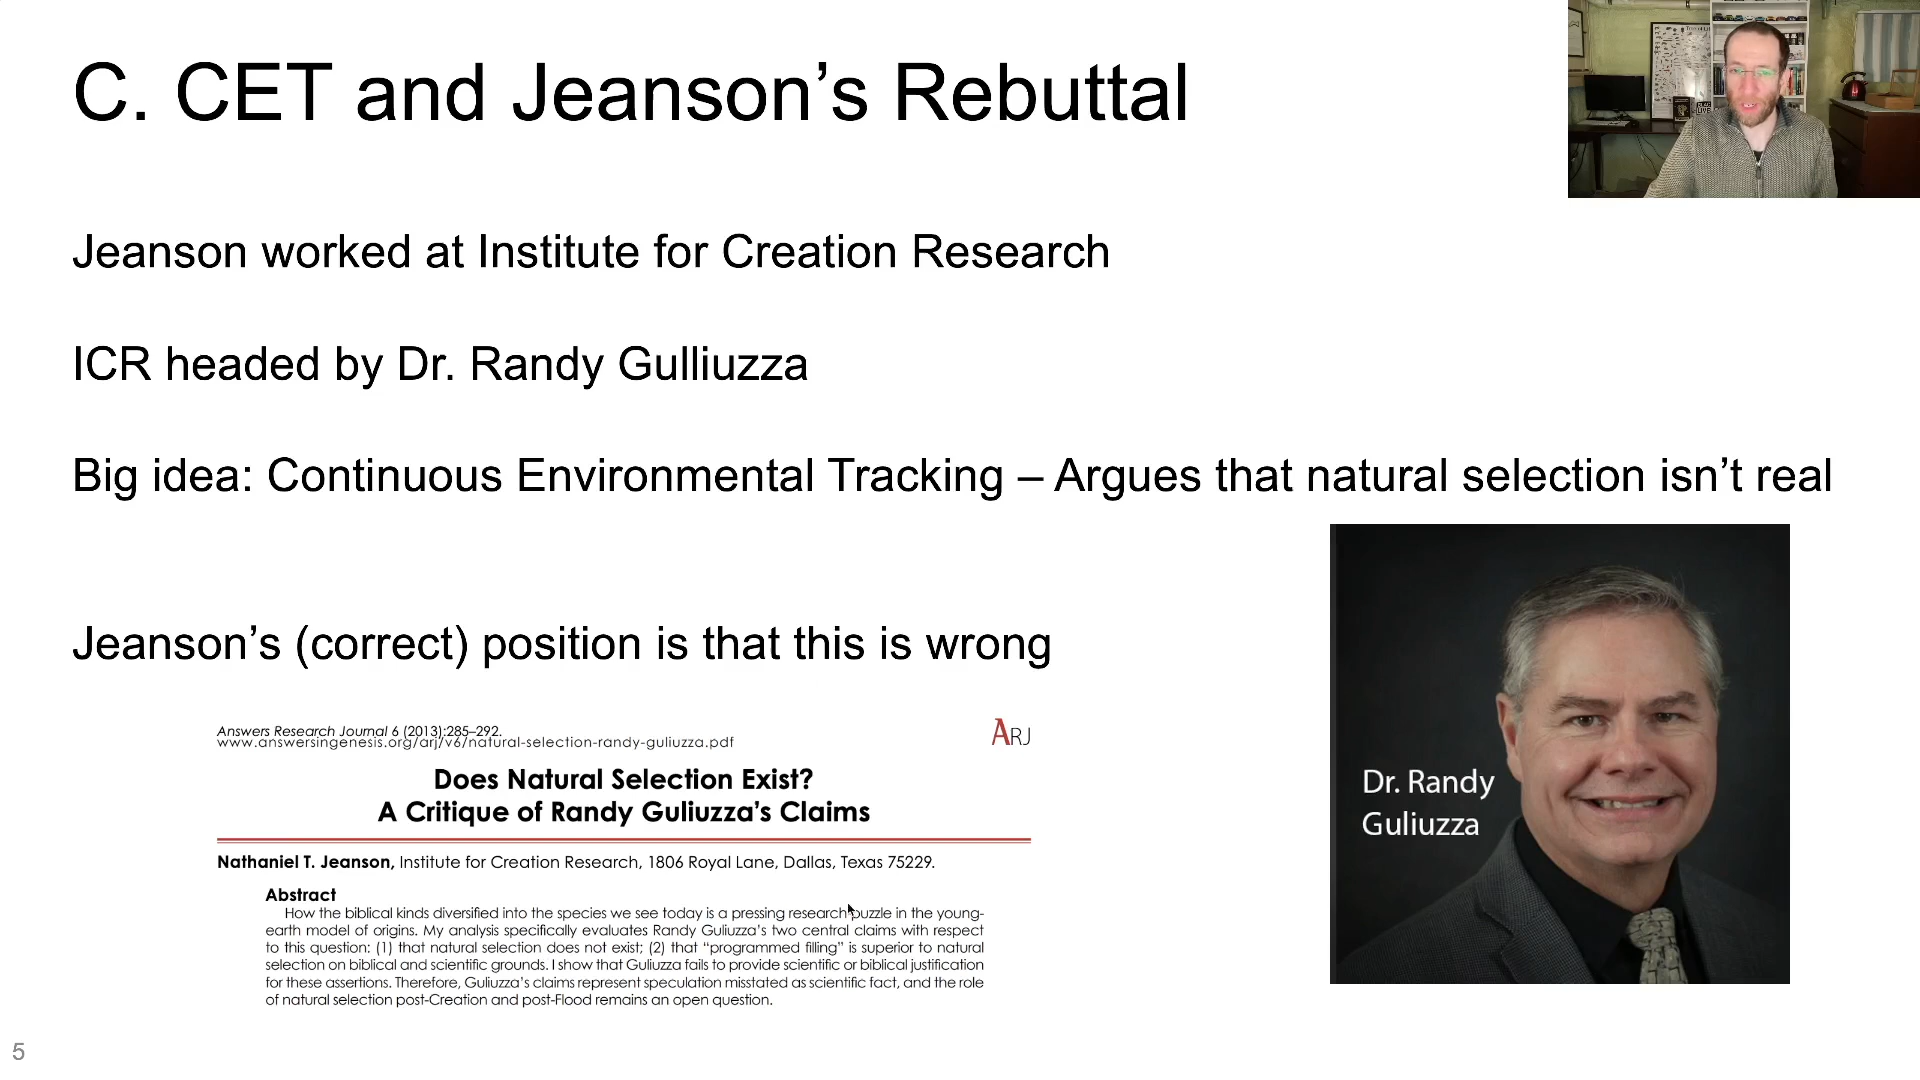 C. CET and Jeanson’s Rebuttal
Jeanson worked at Institute for Creation Research
ICR headed by Dr. Randy Gulliuzza
Big idea: Continuous Environmental Tracking – Argues that natural selection isn’t real
Jeanson’s (correct) position is that this is wrong
Answers Research Journal 6 (2013):285–292.
www.answersingenesis.org/arj/v6/natural-selection-randy-guliuzza.pdf
ARJ
Does Natural Selection Exist?
A Critique of Randy Guliuzza’s Claims
Nathaniel T. Jeanson, Institute for Creation Research, 1806 Royal Lane, Dallas, Texas 75229.
Abstract
How the biblical kinds diversified into the species we see today is a pressing research puzzle in the young-
earth model of origins. My analysis specifically evaluates Randy Guliuzza’s two central claims with respect
to this question: (1) that natural selection does not exist; (2) that “programmed filling” is superior to natural
selection on biblical and scientific grounds. I show that Guliuzza fails to provide scientific or biblical justification
for these assertions. Therefore, Guliuzza’s claims represent speculation misstated as scientific fact, and the role
of natural selection post-Creation and post-Flood remains an open question.
Dr. Randy
Guliuzza
5